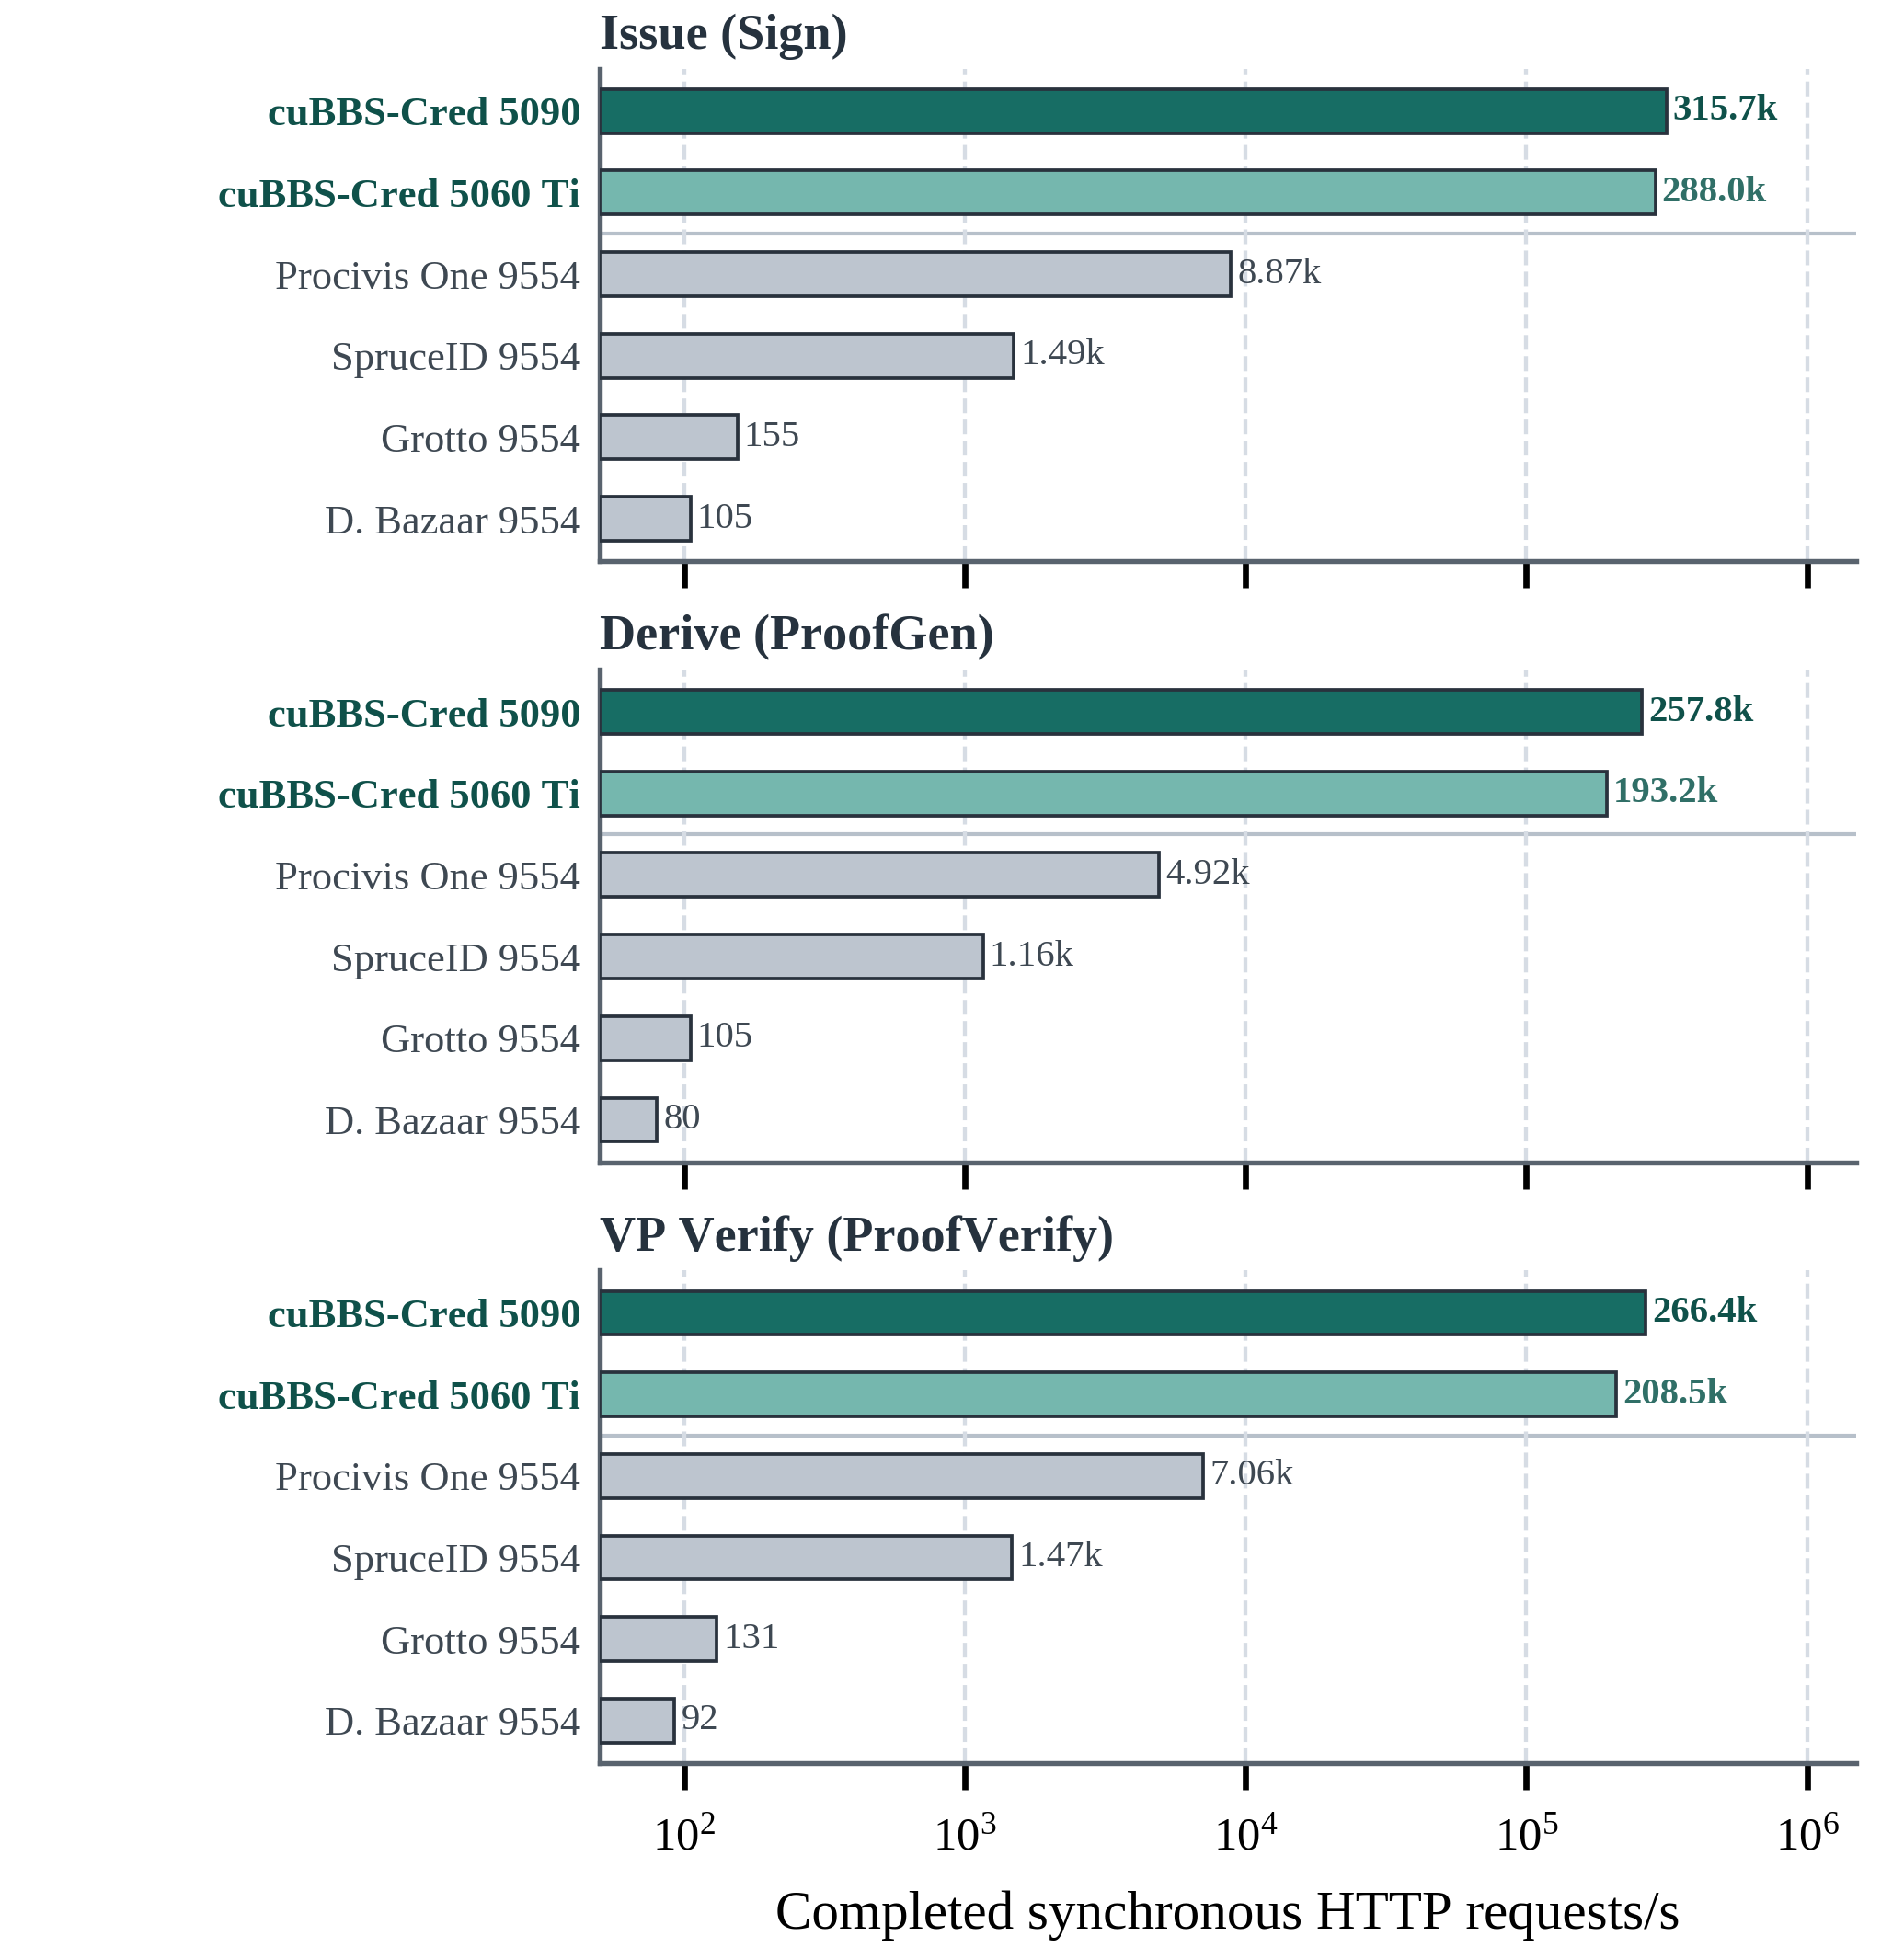 Issue (Sign)
cuBBS-Cred 5090 315.7k
cuBBS-Cred 5060 Ti 288.0k
Procivis One 9554 8.87k
SpruceID 9554 1.49k
Grotto 9554 155
D. Bazaar 9554 105
Derive (ProofGen)
cuBBS-Cred 5090 257.8k
cuBBS-Cred 5060 Ti 193.2k
Procivis One 9554 4.92k
SpruceID 9554 1.16k
Grotto 9554 105
D. Bazaar 9554 80
VP Verify (ProofVerify)
cuBBS-Cred 5090 266.4k
cuBBS-Cred 5060 Ti 208.5k
Procivis One 9554 7.06k
SpruceID 9554 1.47k
Grotto 9554 131
D. Bazaar 9554 92
10² 10³ 10⁴ 10⁵ 10⁶
Completed synchronous HTTP requests/s